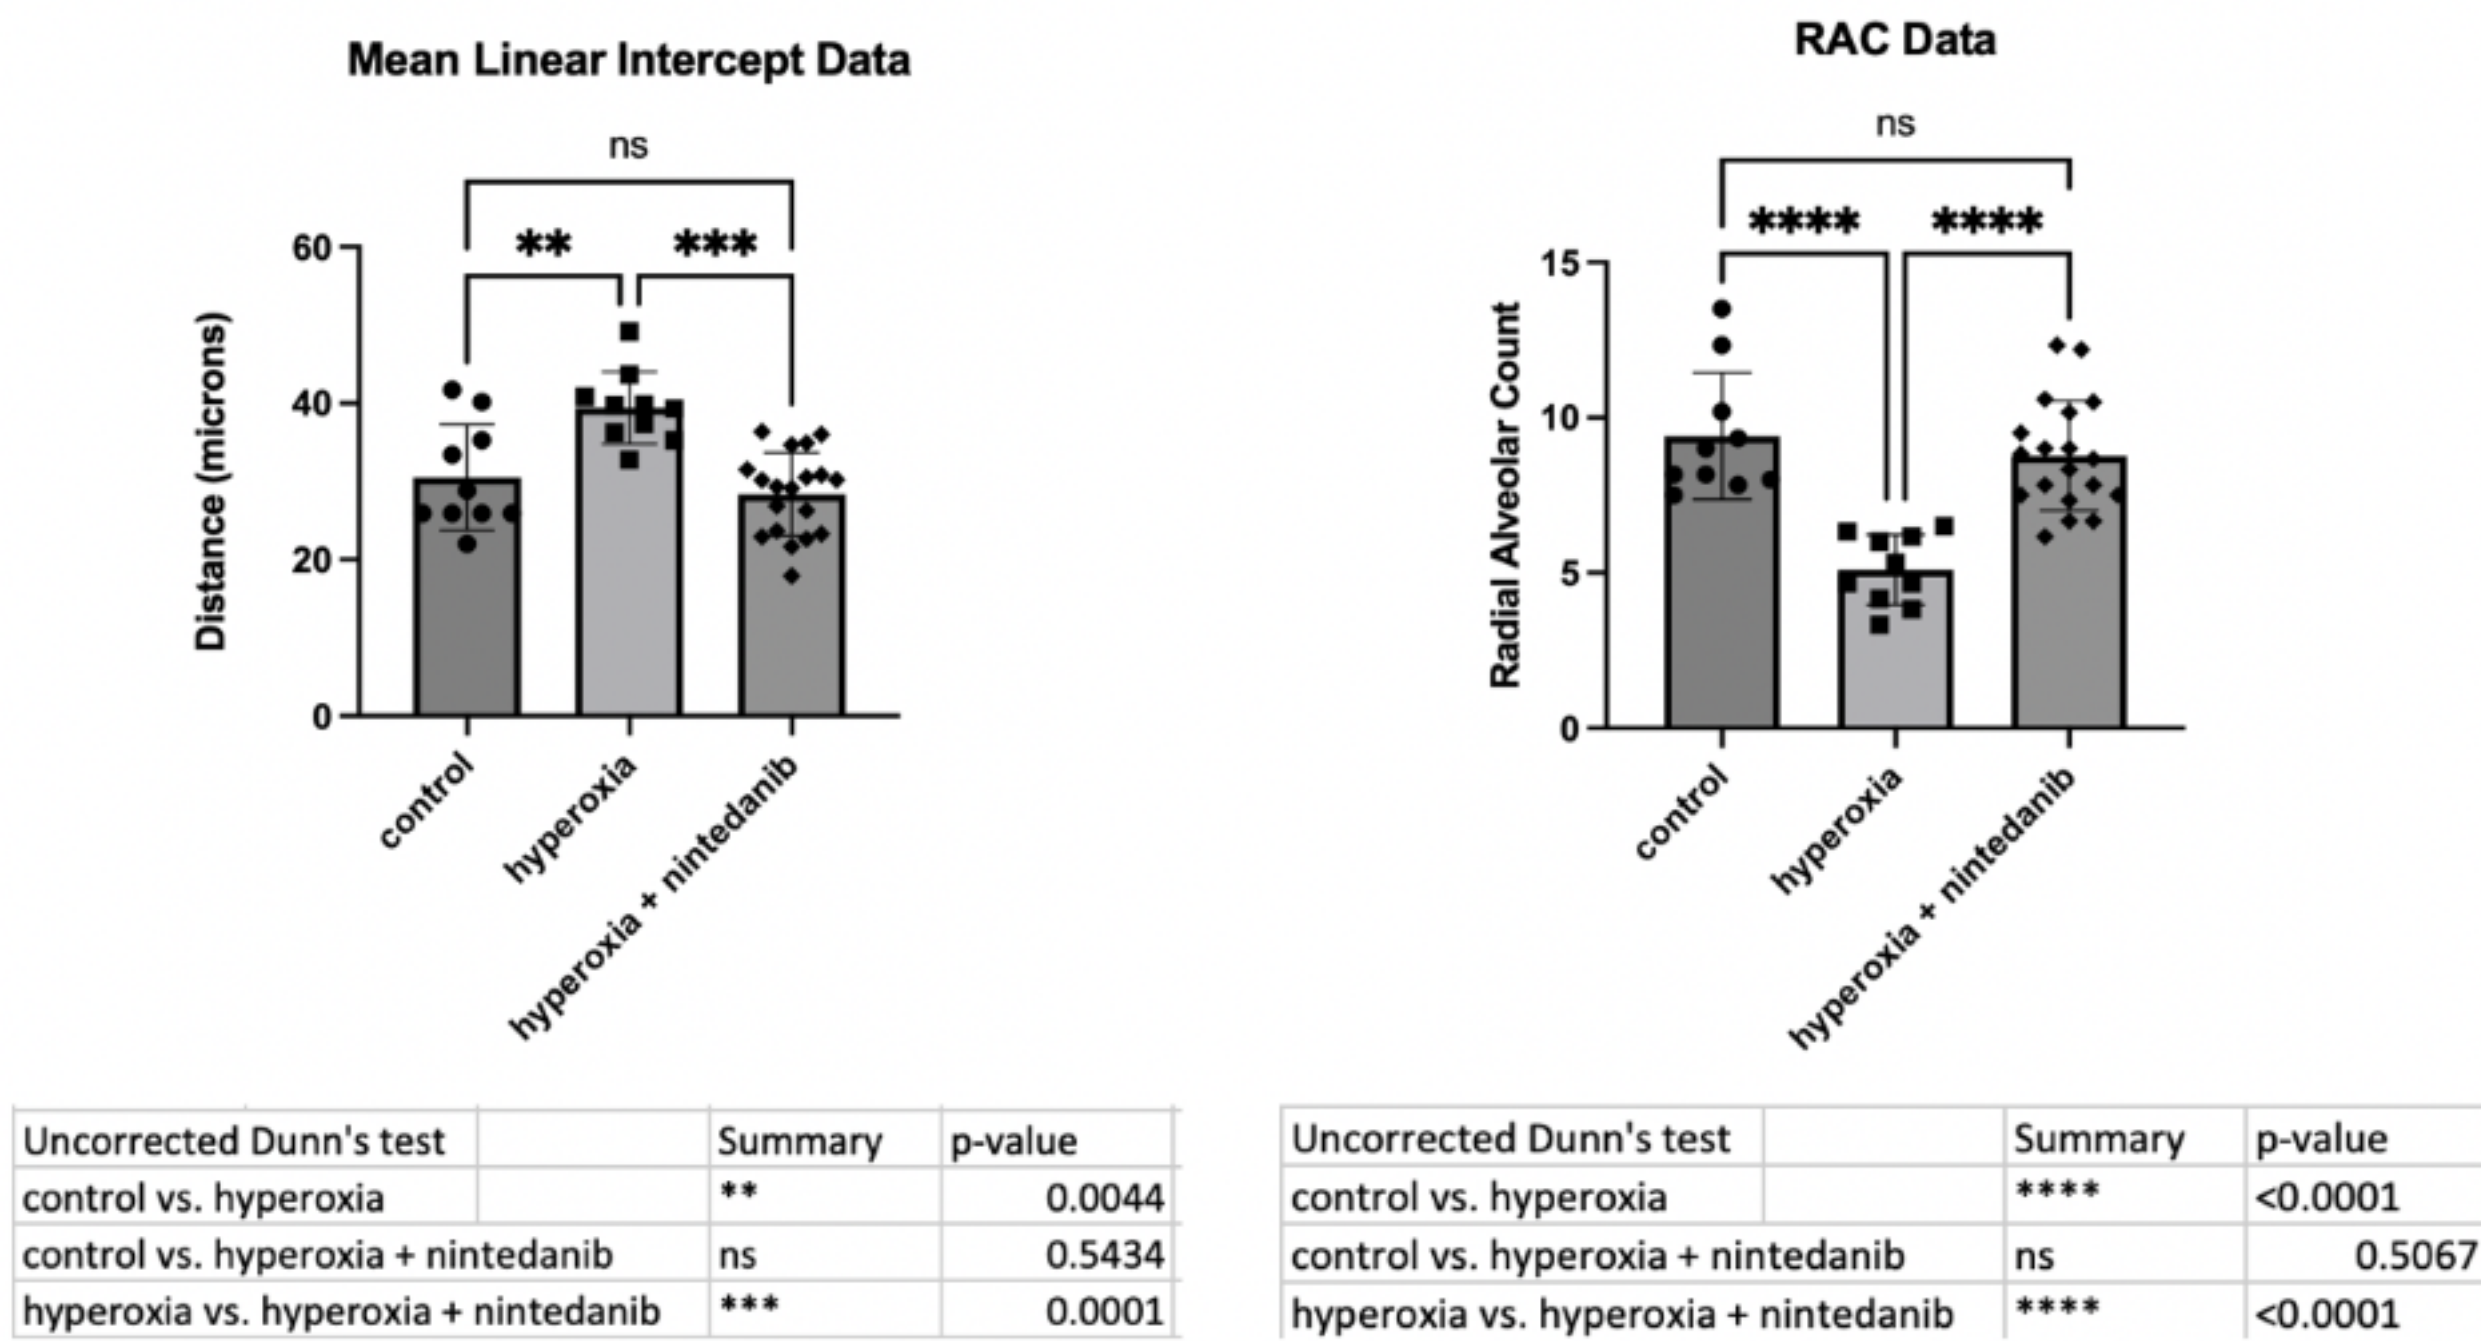 Mean Linear Intercept Data
ns
** ***
60
40
20
0
Distance (microns)
control
hyperoxia
hyperoxia + nintedanib
RAC Data
ns
**** ****
15
10
5
0
Radial Alveolar Count
control
hyperoxia
hyperoxia + nintedanib
Uncorrected Dunn's test Summary p-value
control vs. hyperoxia ** 0.0044
control vs. hyperoxia + nintedanib ns 0.5434
hyperoxia vs. hyperoxia + nintedanib *** 0.0001
Uncorrected Dunn's test Summary p-value
control vs. hyperoxia **** <0.0001
control vs. hyperoxia + nintedanib ns 0.5067
hyperoxia vs. hyperoxia + nintedanib **** <0.0001